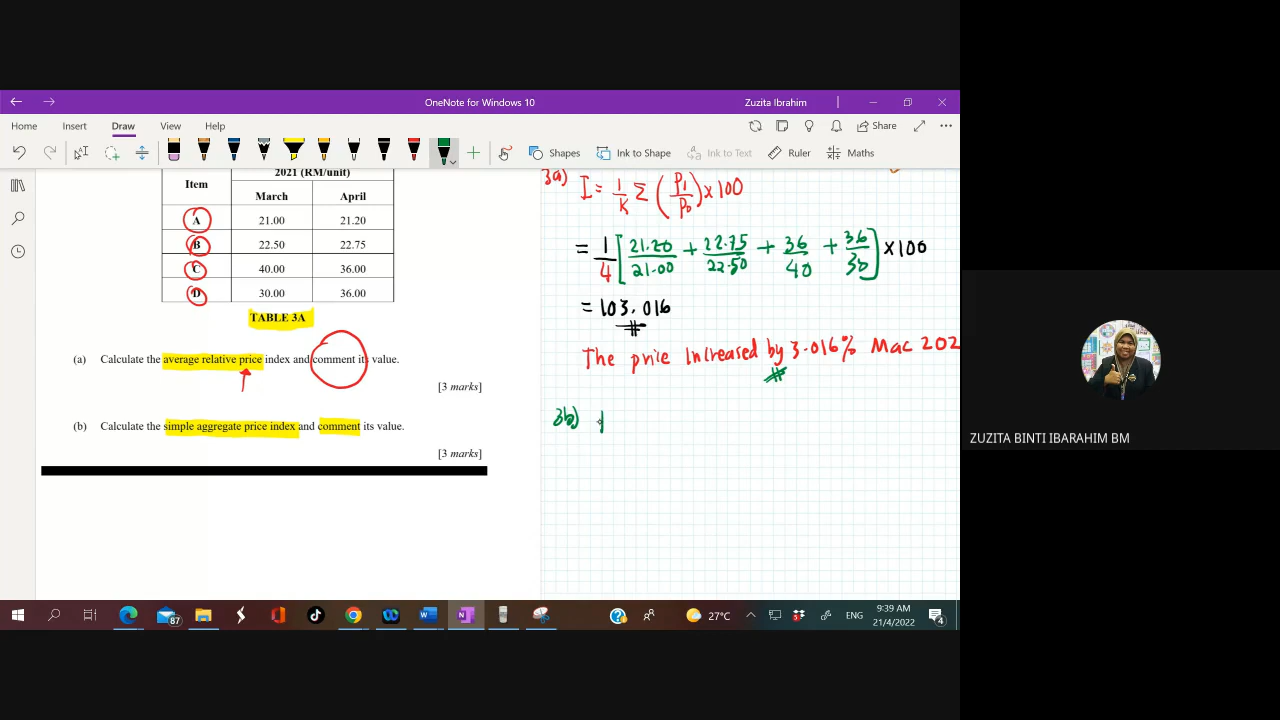 OneNote for Windows 10
Zuzita Ibrahim
Home Insert Draw View Help
Share
Shapes Ink to Shape Ink to Text Ruler Maths
Item 2021 (RM/unit)
March April
A 21.00 21.20
B 22.50 22.75
C 40.00 36.00
D 30.00 36.00
TABLE 3A
(a) Calculate the average relative price index and comment its value.
[3 marks]
(b) Calculate the simple aggregate price index and comment its value.
[3 marks]
3a) I = 1/K Σ (P1/P0) x 100
= 1/4 [21.20/21.00 + 22.75/22.50 + 36/40 + 36/30] x 100
= 103.016
The price increased by 3.016% Mac 202
3b)
ZUZITA BINTI IBARAHIM BM
87
27°C
ENG
9:39 AM
21/4/2022
4